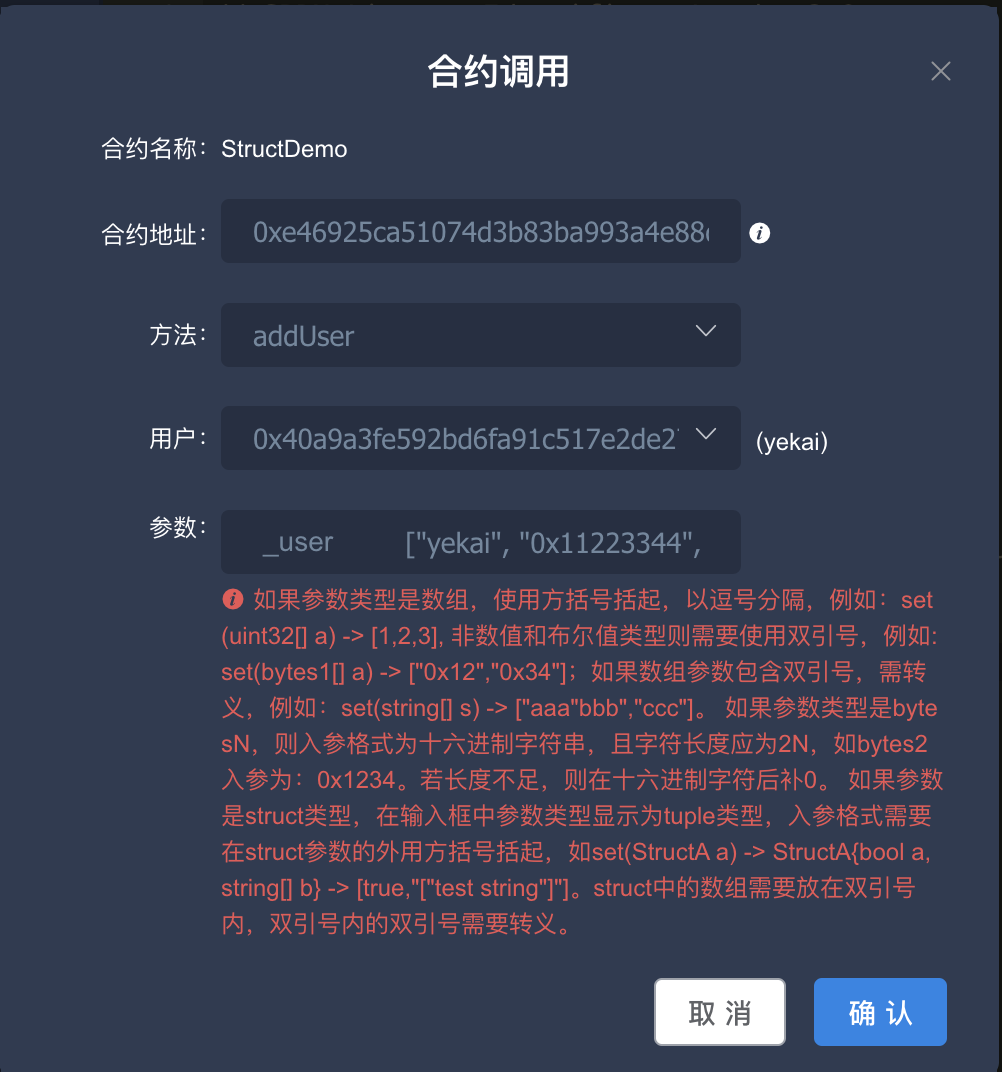 合约调用
合约名称： StructDemo
合约地址： 0xe46925ca51074d3b83ba993a4e88
方法： addUser
用户： 0x40a9a3fe592bd6fa91c517e2de2 (yekai)
参数： _user ["yekai", "0x11223344",
如果参数类型是数组，使用方括号括起，以逗号分隔，例如：set
(uint32[] a) -> [1,2,3], 非数值和布尔值类型则需要使用双引号，例如:
set(bytes1[] a) -> ["0x12","0x34"]；如果数组参数包含双引号，需转
义，例如：set(string[] s) -> ["aaa"bbb","ccc"]。 如果参数类型是byte
sN，则入参格式为十六进制字符串，且字符长度应为2N，如bytes2
入参为：0x1234。若长度不足，则在十六进制字符后补0。 如果参数
是struct类型，在输入框中参数类型显示为tuple类型，入参格式需要
在struct参数的外用方括号括起，如set(StructA a) -> StructA{bool a,
string[] b} -> [true,"["test string"]"]。struct中的数组需要放在双引号
内，双引号内的双引号需要转义。
取 消
确 认